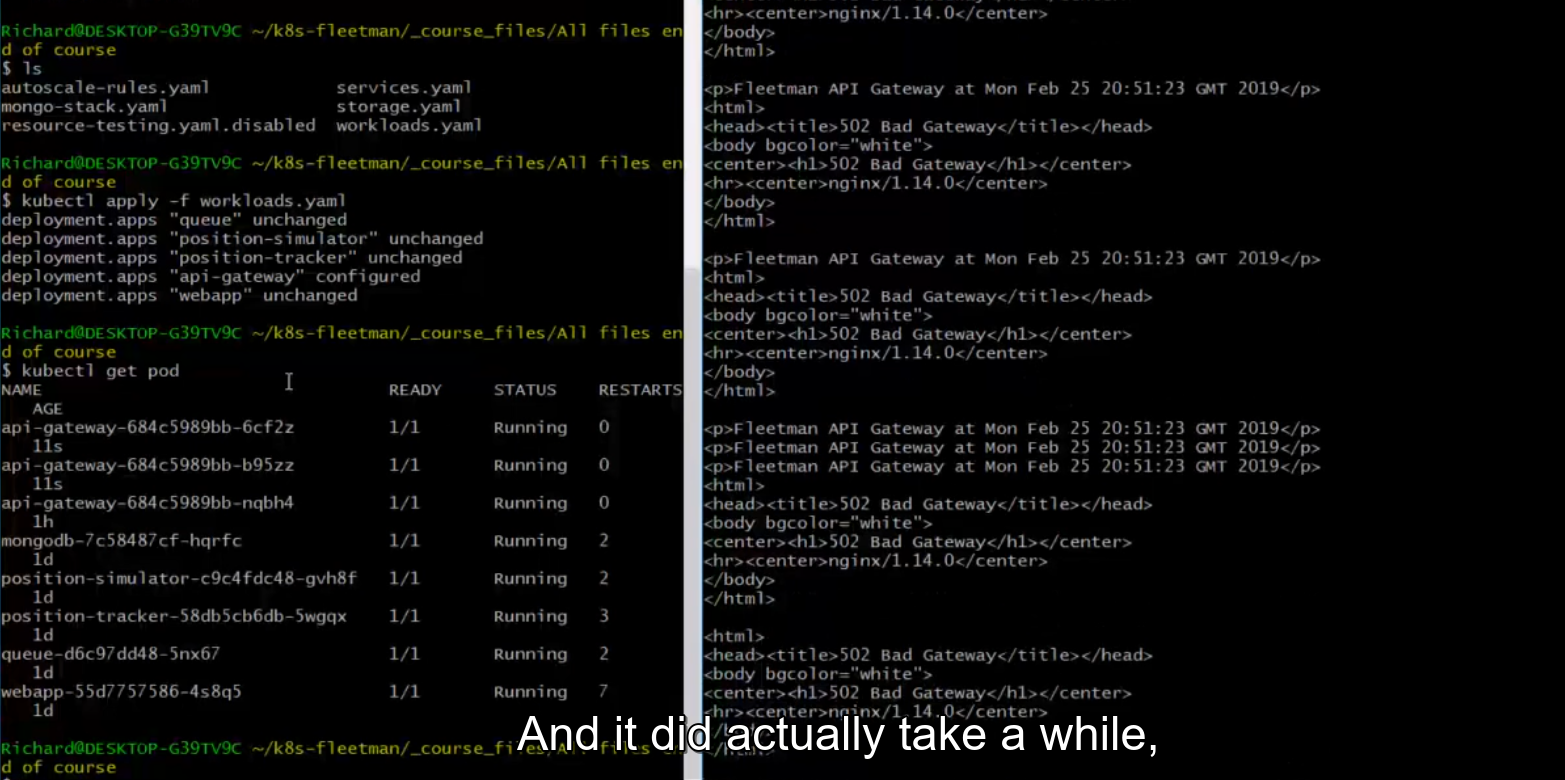 Richard@DESKTOP-G39TV9C ~/k8s-fleetman/_course_files/All files en
d of course
$ ls
autoscale-rules.yaml services.yaml
mongo-stack.yaml storage.yaml
resource-testing.yaml.disabled workloads.yaml
Richard@DESKTOP-G39TV9C ~/k8s-fleetman/_course_files/All files en
d of course
$ kubectl apply -f workloads.yaml
deployment.apps "queue" unchanged
deployment.apps "position-simulator" unchanged
deployment.apps "position-tracker" unchanged
deployment.apps "api-gateway" configured
deployment.apps "webapp" unchanged
Richard@DESKTOP-G39TV9C ~/k8s-fleetman/_course_files/All files en
d of course
$ kubectl get pod
NAME READY STATUS RESTARTS
AGE
api-gateway-684c5989bb-6cf2z 1/1 Running 0
11s
api-gateway-684c5989bb-b95zz 1/1 Running 0
11s
api-gateway-684c5989bb-nqbh4 1/1 Running 0
1h
mongodb-7c58487cf-hqrfc 1/1 Running 2
1d
position-simulator-c9c4fdc48-gvh8f 1/1 Running 2
1d
position-tracker-58db5cb6db-5wgqx 1/1 Running 3
1d
queue-d6c97dd48-5nx67 1/1 Running 2
1d
webapp-55d7757586-4s8q5 1/1 Running 7
1d
Richard@DESKTOP-G39TV9C ~/k8s-fleetman/_course_files/All files en
d of course
<hr><center>nginx/1.14.0</center>
</body>
</html>
<p>Fleetman API Gateway at Mon Feb 25 20:51:23 GMT 2019</p>
<html>
<head><title>502 Bad Gateway</title></head>
<body bgcolor="white">
<center><h1>502 Bad Gateway</h1></center>
<hr><center>nginx/1.14.0</center>
</body>
</html>
<p>Fleetman API Gateway at Mon Feb 25 20:51:23 GMT 2019</p>
<html>
<head><title>502 Bad Gateway</title></head>
<body bgcolor="white">
<center><h1>502 Bad Gateway</h1></center>
<hr><center>nginx/1.14.0</center>
</body>
</html>
<p>Fleetman API Gateway at Mon Feb 25 20:51:23 GMT 2019</p>
<p>Fleetman API Gateway at Mon Feb 25 20:51:23 GMT 2019</p>
<p>Fleetman API Gateway at Mon Feb 25 20:51:23 GMT 2019</p>
<html>
<head><title>502 Bad Gateway</title></head>
<body bgcolor="white">
<center><h1>502 Bad Gateway</h1></center>
<hr><center>nginx/1.14.0</center>
</body>
</html>
<html>
<head><title>502 Bad Gateway</title></head>
<body bgcolor="white">
<center><h1>502 Bad Gateway</h1></center>
<hr><center>nginx/1.14.0</center>
And it did actually take a while,